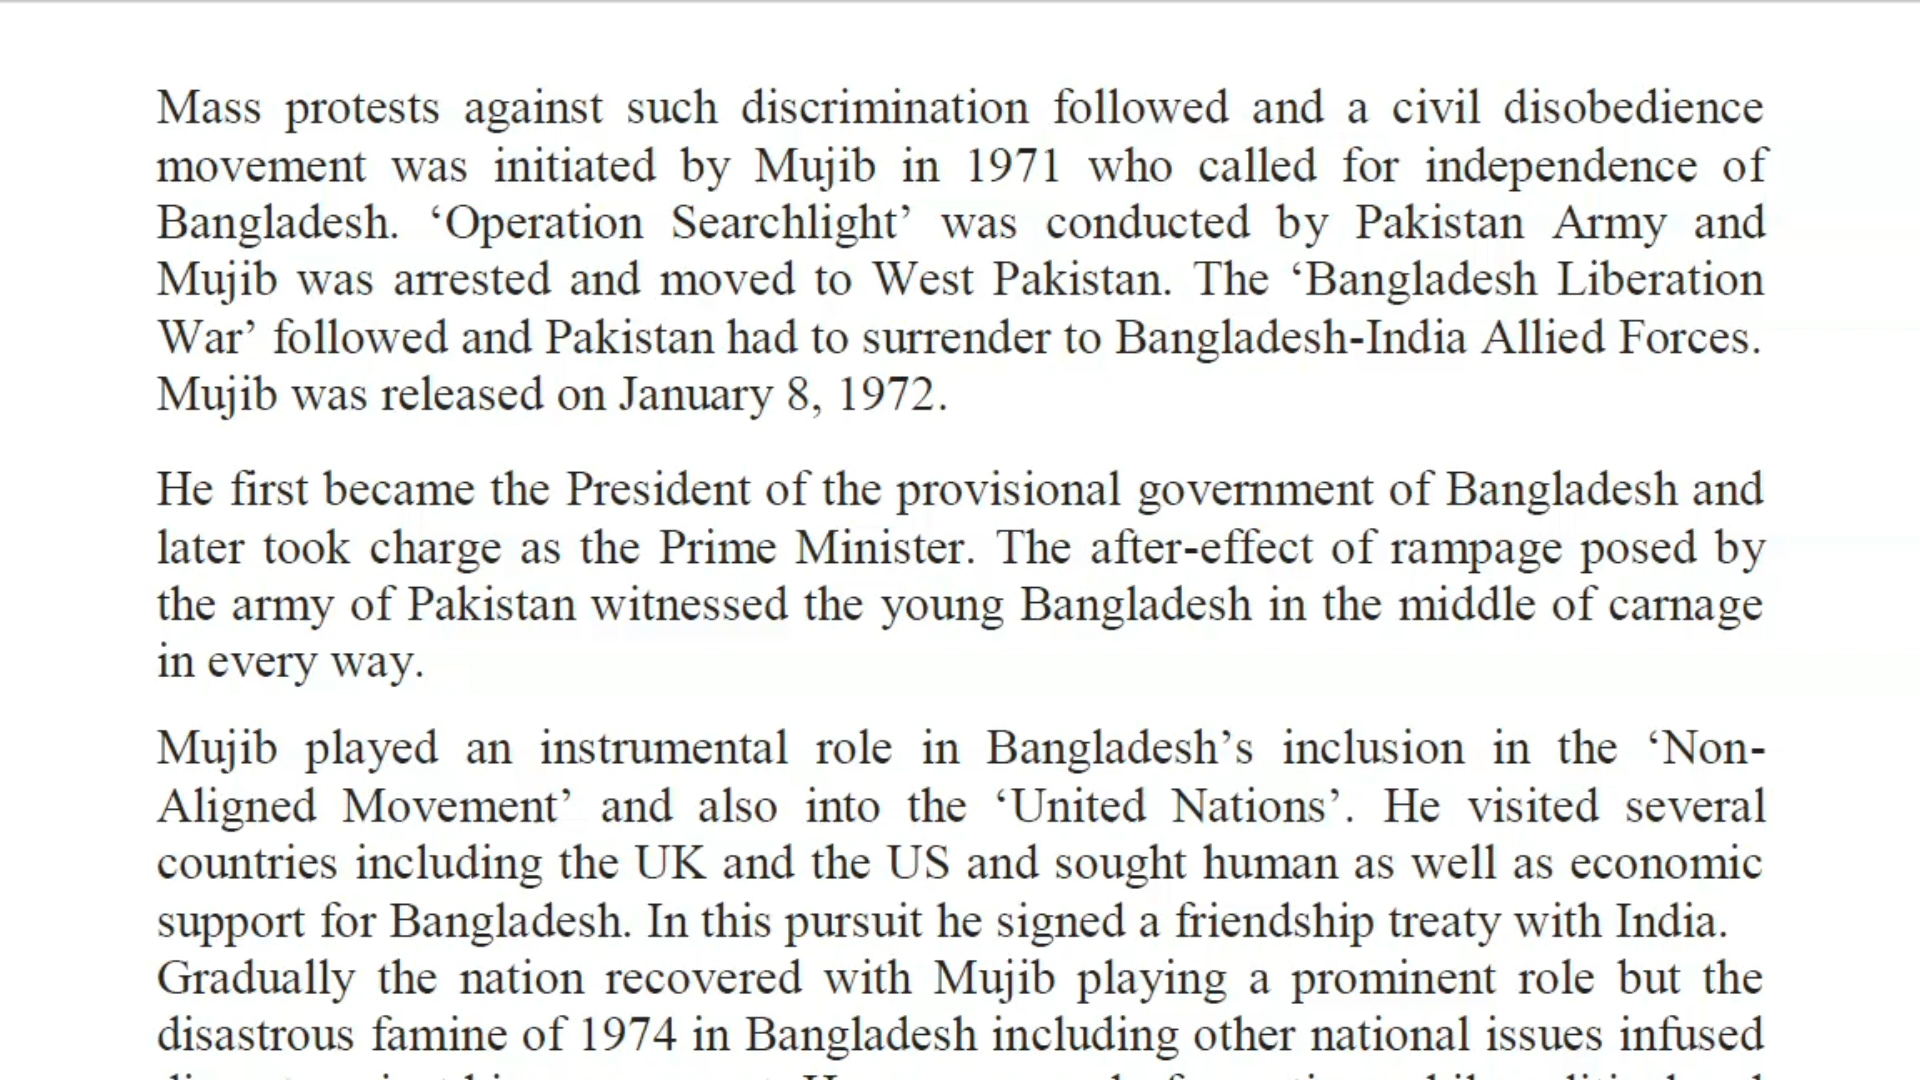 Mass protests against such discrimination followed and a civil disobedience
movement was initiated by Mujib in 1971 who called for independence of
Bangladesh. ‘Operation Searchlight’ was conducted by Pakistan Army and
Mujib was arrested and moved to West Pakistan. The ‘Bangladesh Liberation
War’ followed and Pakistan had to surrender to Bangladesh-India Allied Forces.
Mujib was released on January 8, 1972.
He first became the President of the provisional government of Bangladesh and
later took charge as the Prime Minister. The after-effect of rampage posed by
the army of Pakistan witnessed the young Bangladesh in the middle of carnage
in every way.
Mujib played an instrumental role in Bangladesh’s inclusion in the ‘Non-
Aligned Movement’ and also into the ‘United Nations’. He visited several
countries including the UK and the US and sought human as well as economic
support for Bangladesh. In this pursuit he signed a friendship treaty with India.
Gradually the nation recovered with Mujib playing a prominent role but the
disastrous famine of 1974 in Bangladesh including other national issues infused